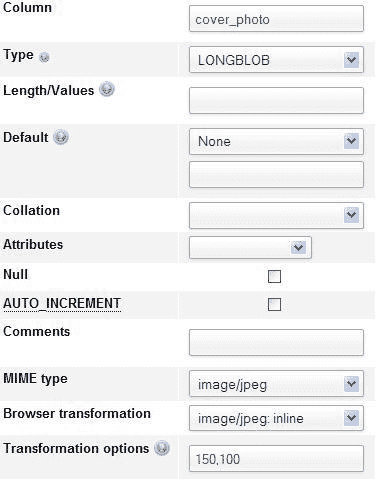 Column cover_photo
Type LONGBLOB
Length/Values
Default None
Collation
Attributes
Null
AUTO_INCREMENT
Comments
MIME type image/jpeg
Browser transformation image/jpeg: inline
Transformation options 150,100